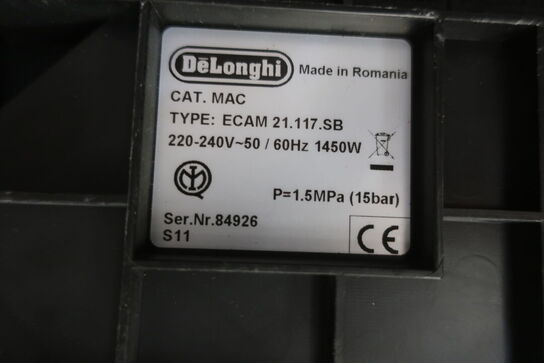 DeLonghi Made in Romania
CAT. MAC
TYPE: ECAM 21.117.SB
220-240V~50 / 60Hz 1450W
P=1.5MPa (15bar)
Ser.Nr.84926
S11
CE